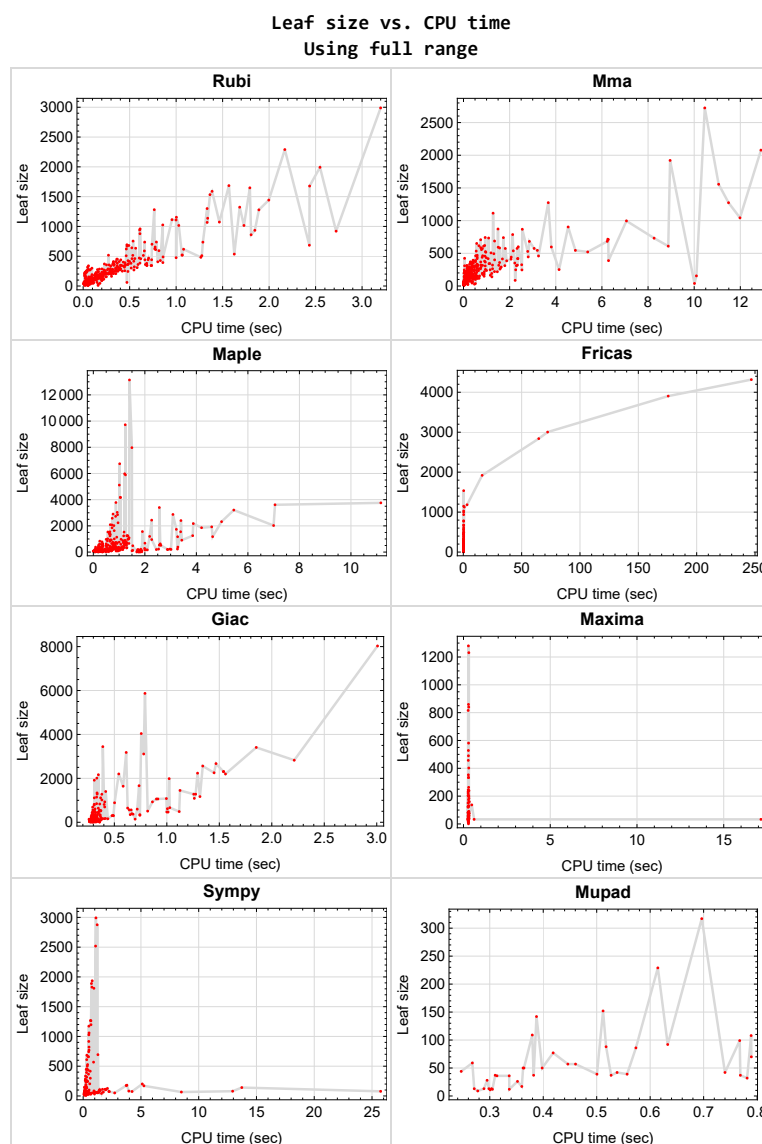 Leaf size vs. CPU time
Using full range
Rubi
Leaf size
3000
2500
2000
1500
1000
500
0
0.0 0.5 1.0 1.5 2.0 2.5 3.0
CPU time (sec)
Mma
Leaf size
2500
2000
1500
1000
500
0
0 2 4 6 8 10 12
CPU time (sec)
Maple
Leaf size
12000
10000
8000
6000
4000
2000
0
0 2 4 6 8 10
CPU time (sec)
Fricas
Leaf size
4000
3000
2000
1000
0
0 50 100 150 200 250
CPU time (sec)
Giac
Leaf size
8000
6000
4000
2000
0
0.5 1.0 1.5 2.0 2.5 3.0
CPU time (sec)
Maxima
Leaf size
1200
1000
800
600
400
200
0
0 5 10 15
CPU time (sec)
Sympy
Leaf size
3000
2500
2000
1500
1000
500
0
0 5 10 15 20 25
CPU time (sec)
Mupad
Leaf size
300
250
200
150
100
50
0
0.3 0.4 0.5 0.6 0.7 0.8
CPU time (sec)